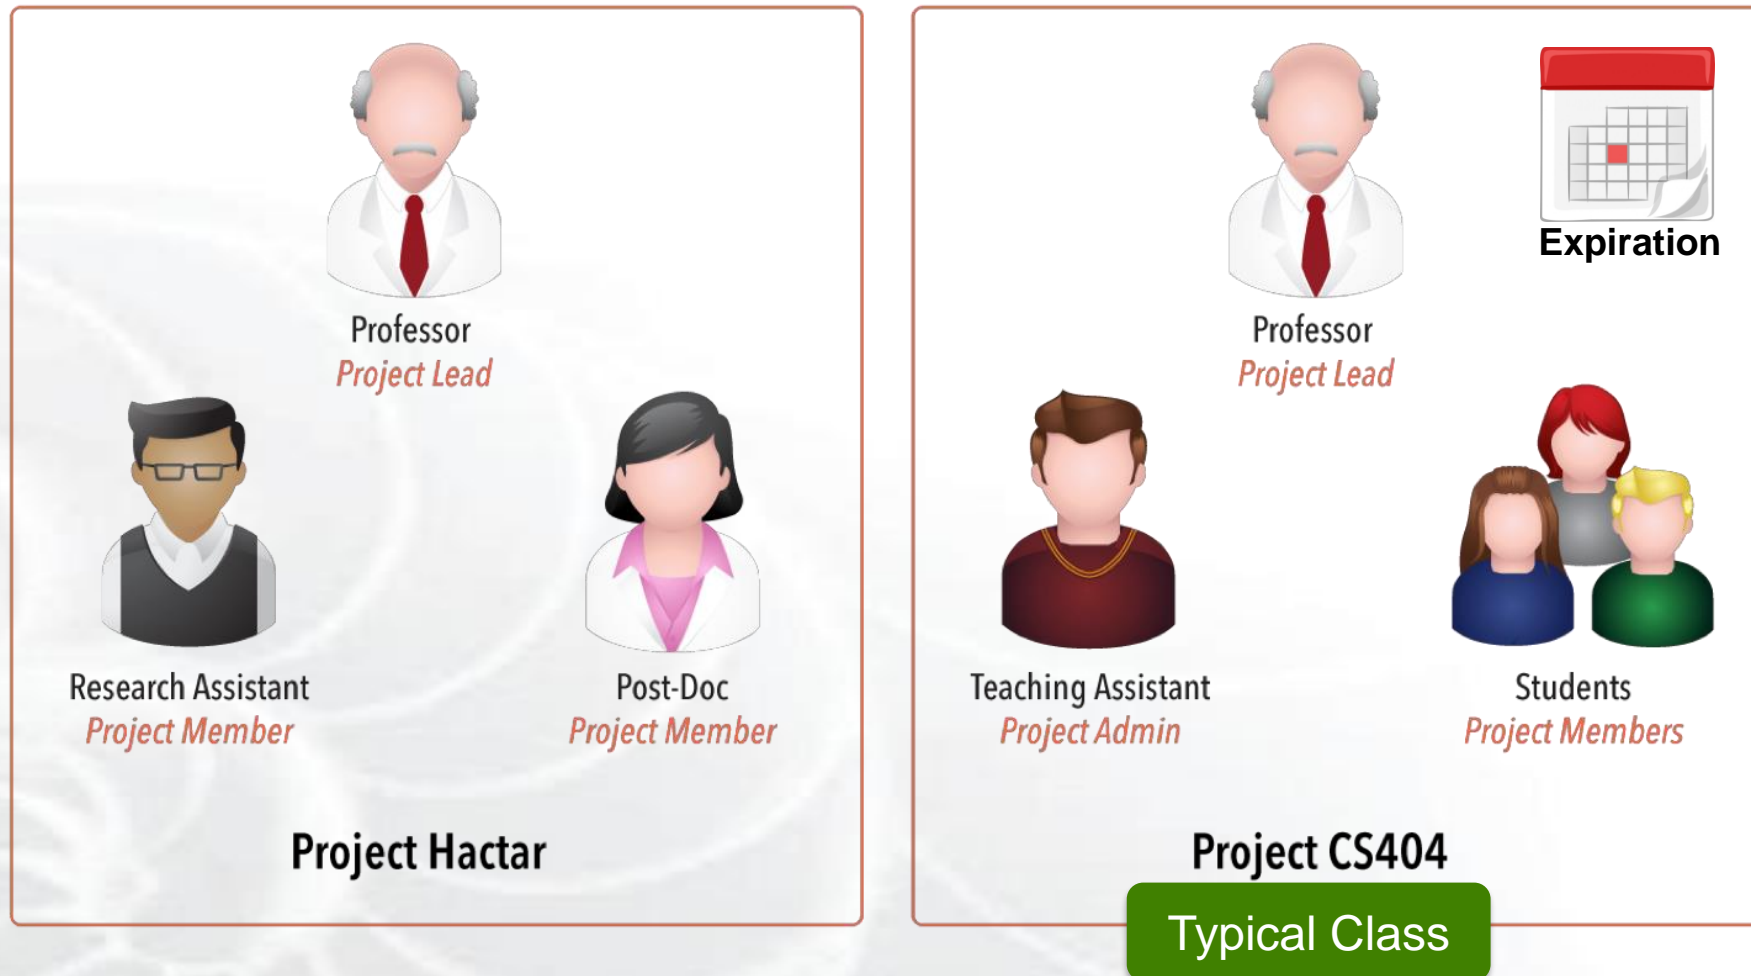 Professor
Project Lead
Research Assistant
Project Member
Post-Doc
Project Member
Project Hactar
Expiration
Professor
Project Lead
Teaching Assistant
Project Admin
Students
Project Members
Project CS404
Typical Class